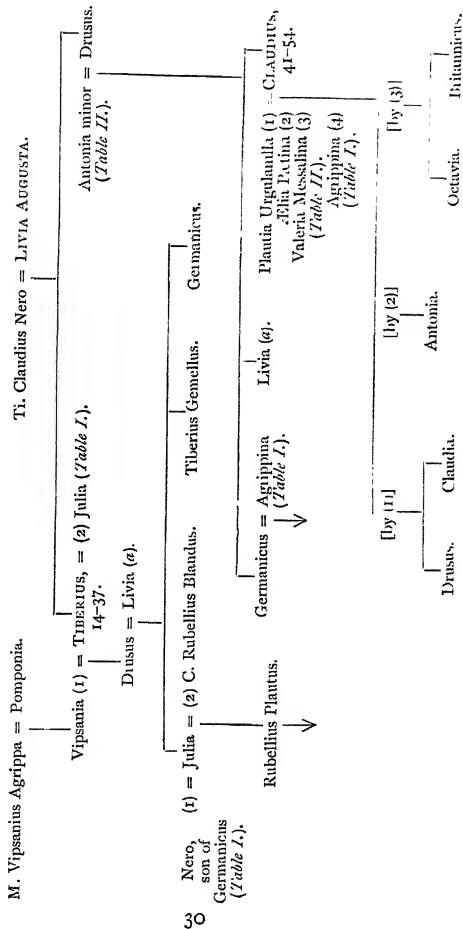 M. Vipsanius Agrippa = Pomponia.
Ti. Claudius Nero = LIVIA AUGUSTA.
Vipsania (1) = TIBERIUS, = (2) Julia (Table I.).
14-37.
Antonia minor = Drusus.
(Table II.).
Drusus = Livia (a).
(1) = Julia = (2) C. Rubellius Blaudus.
Tiberius Gemellus.
Germanicus.
Nero,
son of
Germanicus
(Table I.).
Rubellius Plautus.
Germanicus = Agrippina
(Table I.).
Livia (a).
Plautia Urgulanilla (1) = CLAUDIUS,
Ælia Pætina (2) 41-54.
Valeria Messalina (3)
(Table II.).
Agrippina (4)
(Table I.).
[by (1)]
[by (2)]
[by (3)]
Drusus.
Claudia.
Antonia.
Octavia.
Britannicus.
30